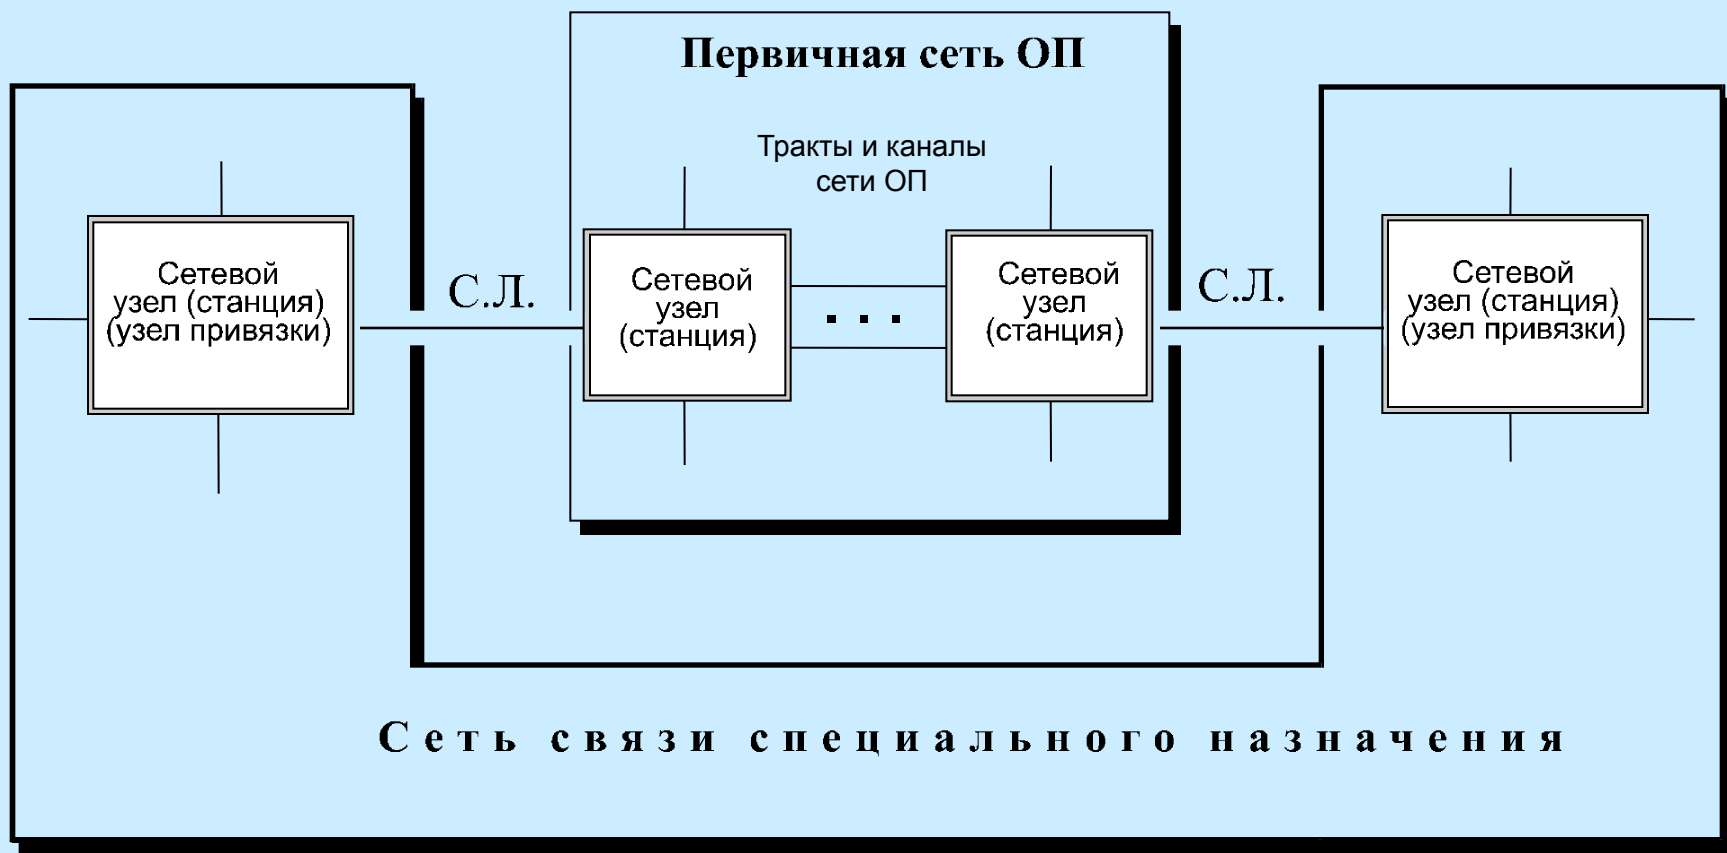 Первичная сеть ОП
Тракты и каналы
сети ОП
Сетевой
узел (станция)
(узел привязки)
С.Л.
Сетевой
узел
(станция)
. . .
Сетевой
узел
(станция)
С.Л.
Сетевой
узел (станция)
(узел привязки)
Сеть связи специального назначения